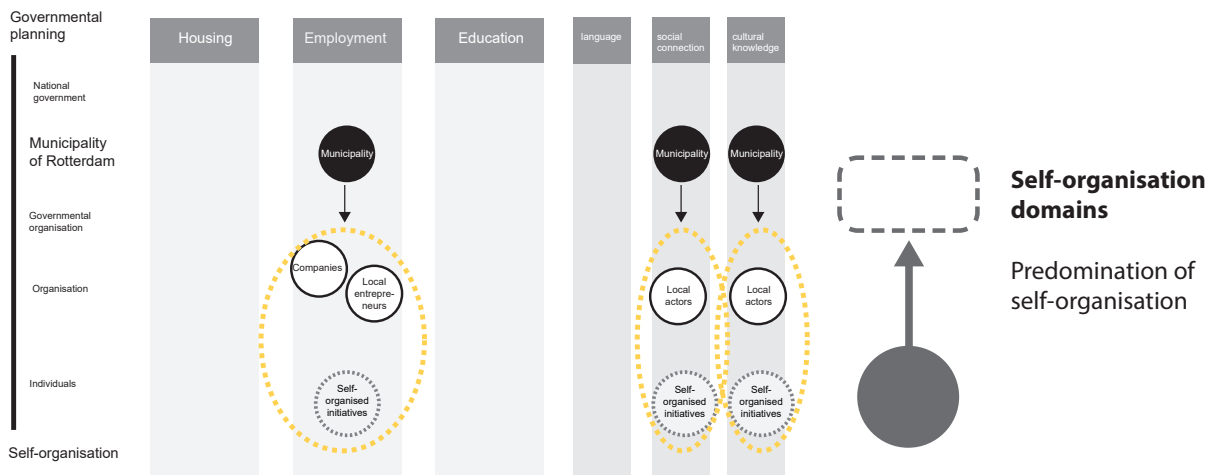 Governmental
planning
Housing
Employment
Education
language
social
connection
cultural
knowledge
National
government
Municipality
of Rotterdam
Municipality
Municipality
Municipality
Governmental
organisation
Companies
Local
entrepre-
neurs
Organisation
Local
actors
Local
actors
Individuals
Self-
organised
initiatives
Self-
organised
initiatives
Self-
organised
initiatives
Self-organisation
Self-organisation
domains
Predomination of
self-organisation